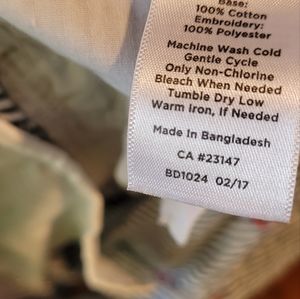 Base:
100% Cotton
Embroidery:
100% Polyester
Machine Wash Cold
Gentle Cycle
Only Non-Chlorine
Bleach When Needed
Tumble Dry Low
Warm Iron, if Needed
Made In Bangladesh
CA #23147
BD1024 02/17